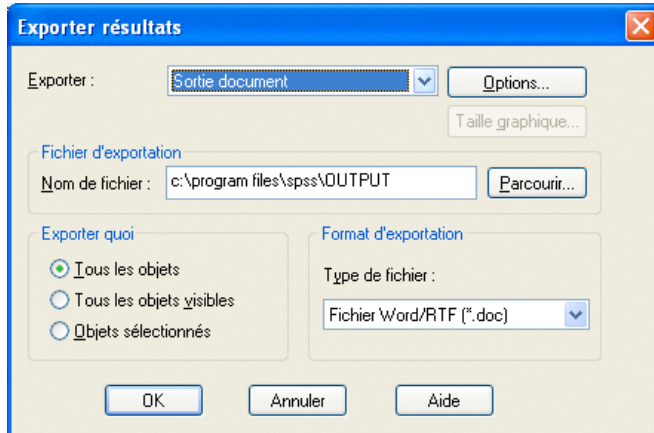 Exporter résultats
Exporter :
Sortie document
Options...
Taille graphique...
Fichier d'exportation
Nom de fichier :
c:\program files\spss\OUTPUT
Parcourir...
Exporter quoi
Tous les objets
Tous les objets visibles
Objets sélectionnés
Format d'exportation
Type de fichier :
Fichier Word/RTF (*.doc)
OK
Annuler
Aide